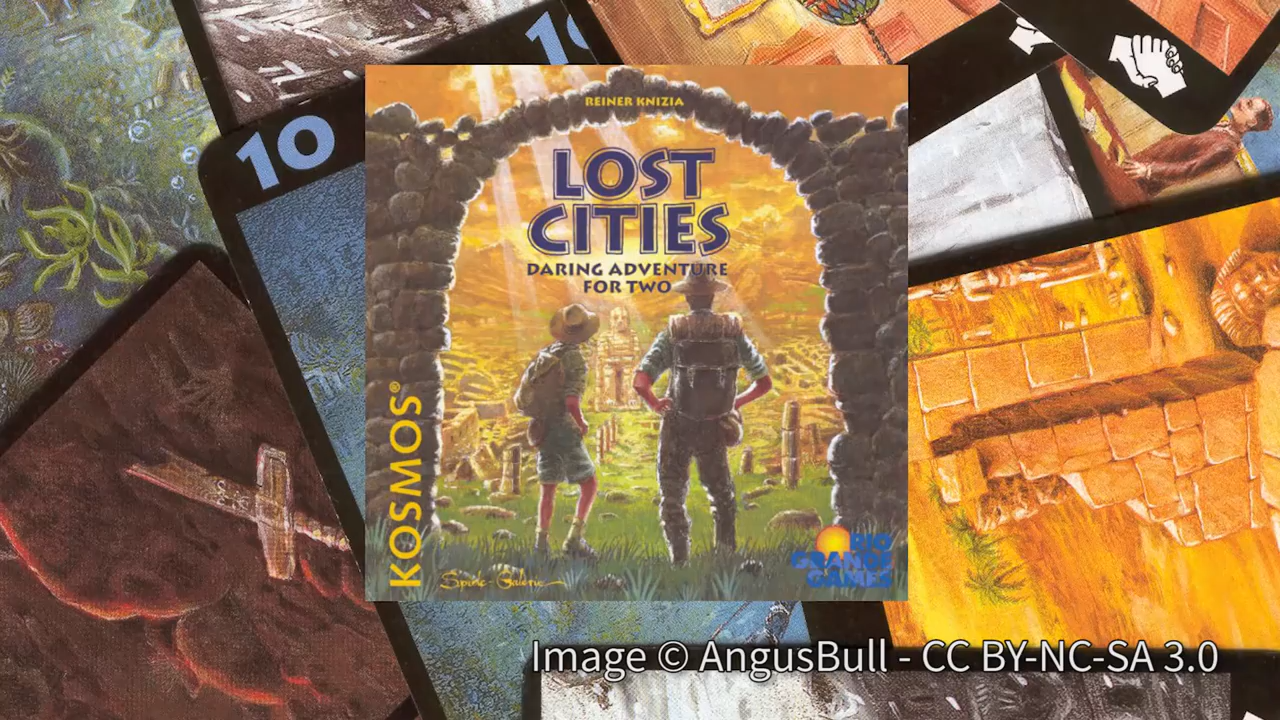 10
10
REINER KNIZIA
LOST
CITIES
DARING ADVENTURE
FOR TWO
KOSMOS®
Spiele-Galerie
RIO
GRANDE
GAMES
Image © AngusBull - CC BY-NC-SA 3.0